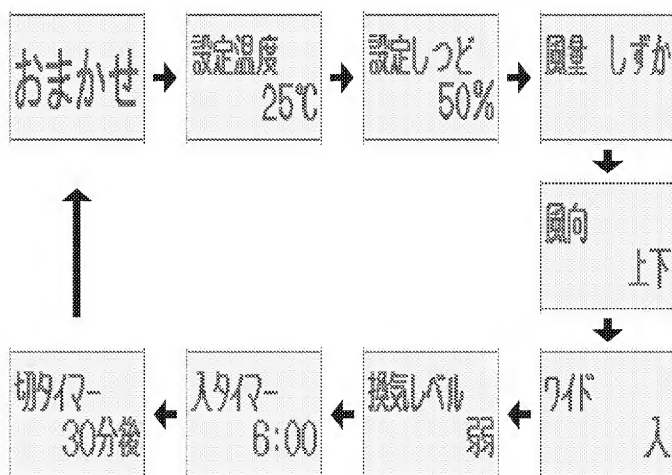 おまかせ
設定温度
25℃
設定しつど
50%
風量 しずか
風向
上下
ワイド
入
換気レベル
弱
入タイマー
6:00
切タイマー
30分後